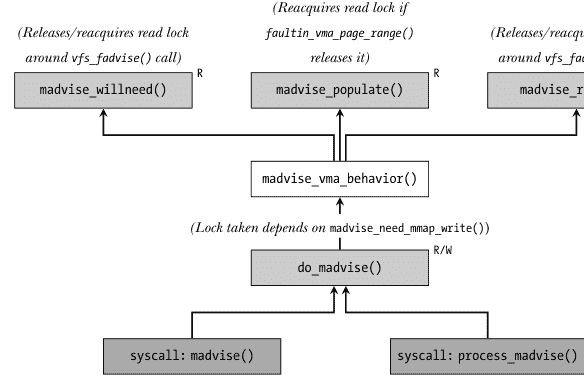 (Reacquires read lock if
(Releases/reacquires read lock
faultin_vma_page_range()
(Releases/reacqu
around vfs_fadvise() call)
releases it)
around vfs_fad
madvise_willneed()
R
madvise_populate()
R
madvise_r
madvise_vma_behavior()
(Lock taken depends on madvise_need_mmap_write())
do_madvise()
R/W
syscall: madvise()
syscall: process_madvise()